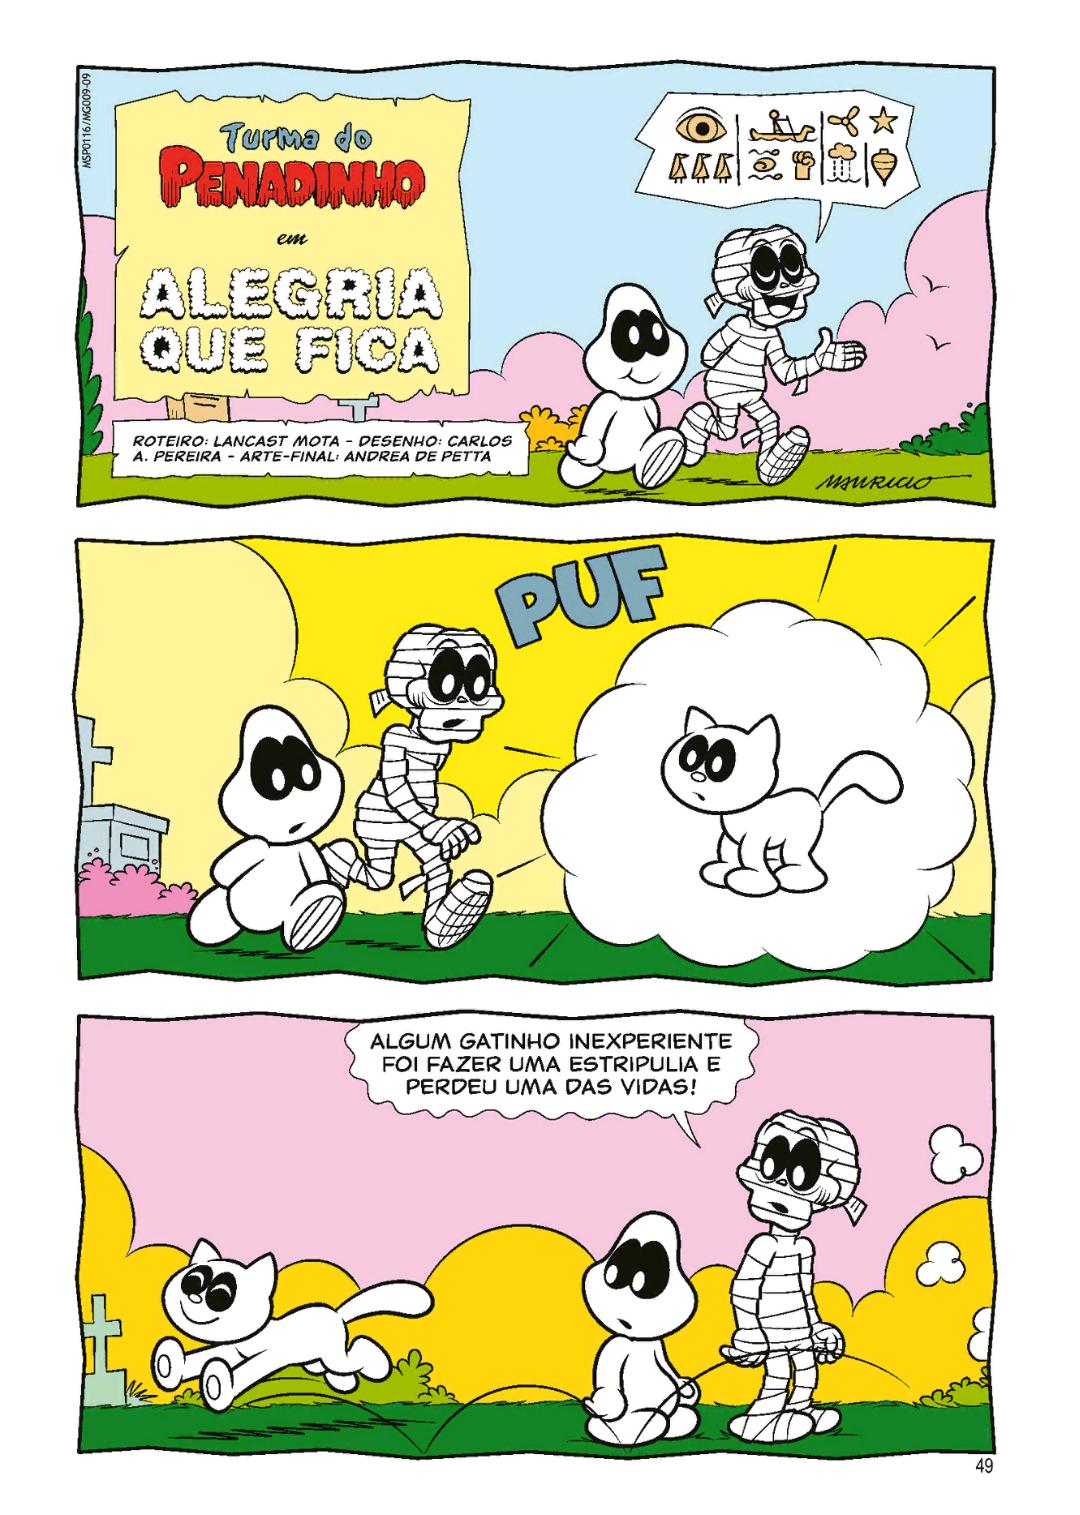 MSP0116/MG009-09
Turma do
PENADINHO
em
ALEGRIA
QUE FICA
ROTEIRO: LANCAST MOTA - DESENHO: CARLOS
A. PEREIRA - ARTE-FINAL: ANDREA DE PETTA
MAURICIO
PUF
ALGUM GATINHO INEXPERIENTE
FOI FAZER UMA ESTRIPULIA E
PERDEU UMA DAS VIDAS!
49